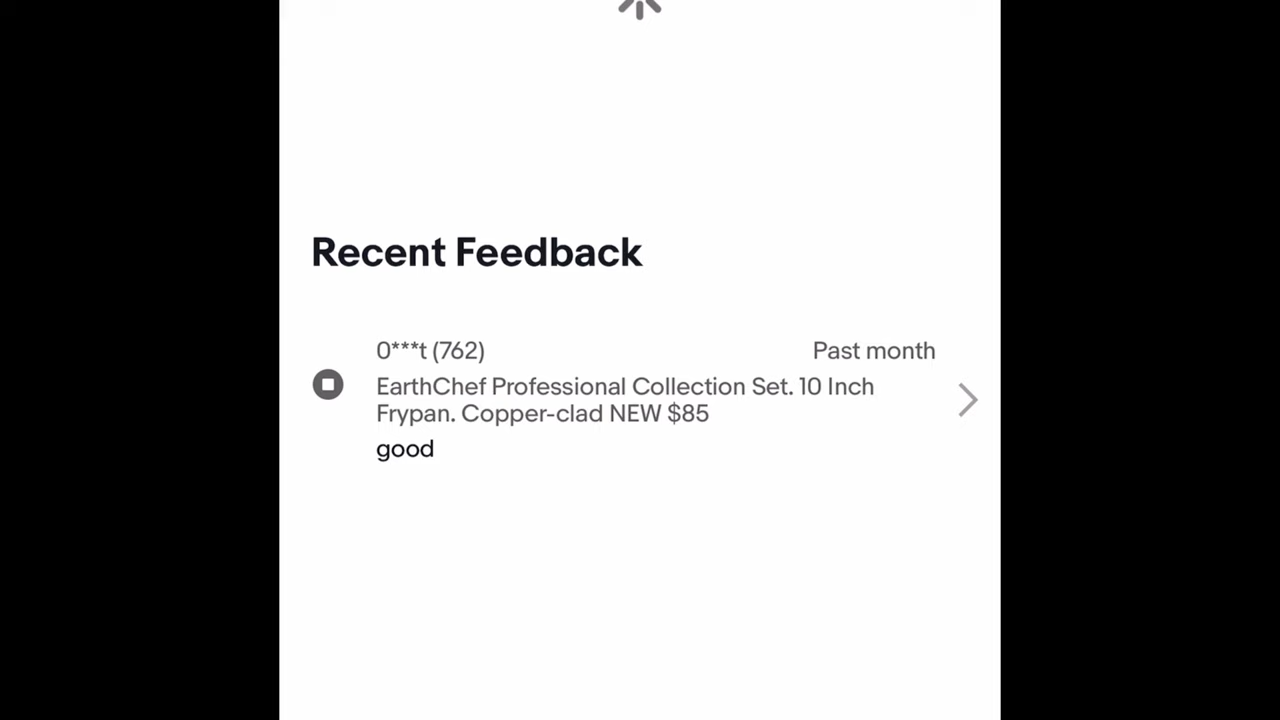 Recent Feedback
0***t (762)
Past month
EarthChef Professional Collection Set. 10 Inch
Frypan. Copper-clad NEW $85
good